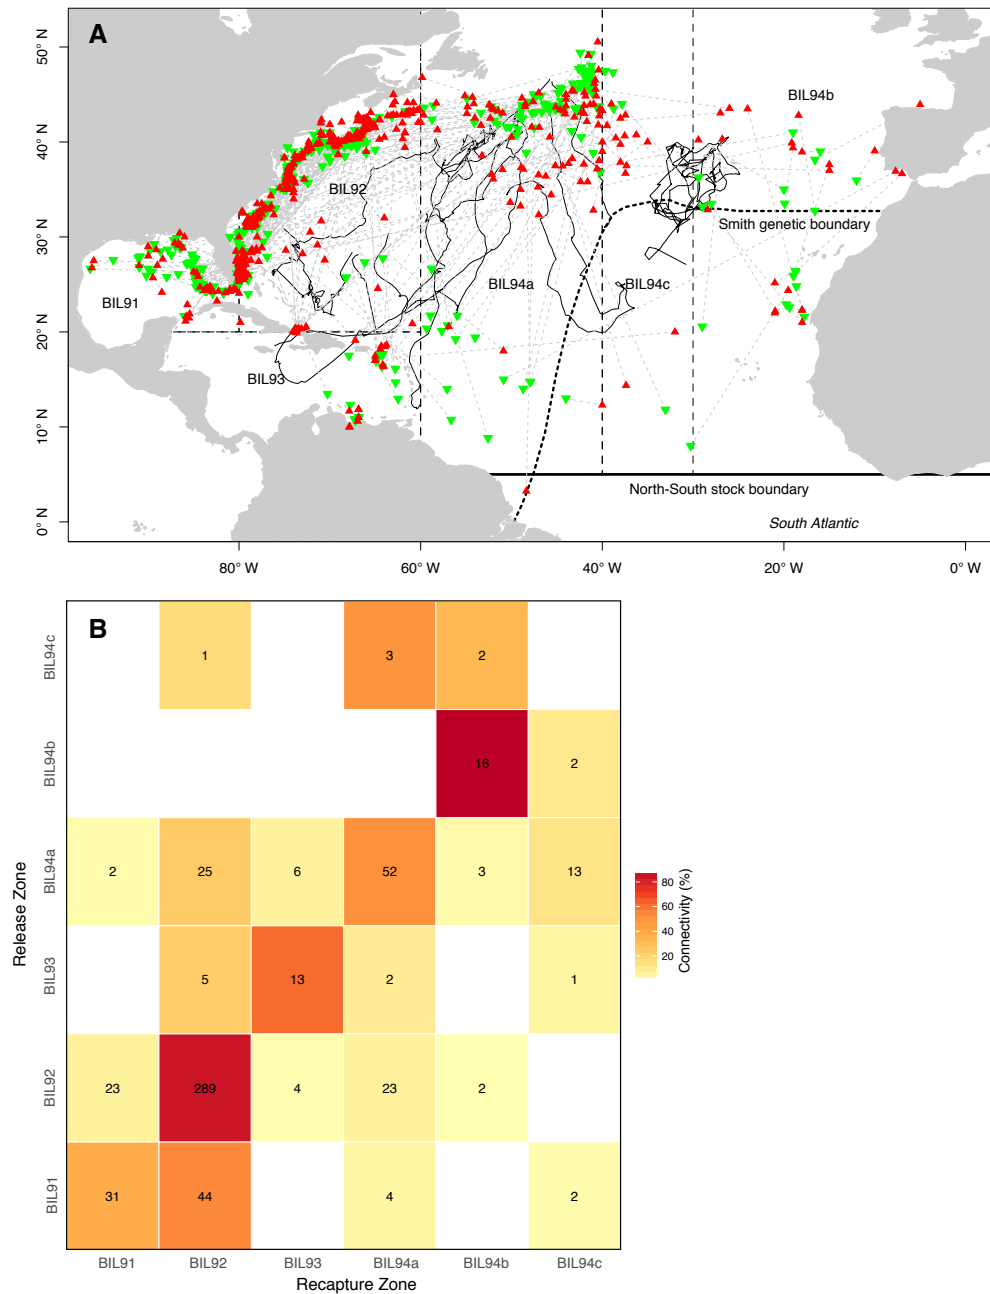 A
50° N
40° N
30° N
20° N
10° N
0° N
BIL94b
BIL92
Smith genetic boundary
BIL91
BIL94a
BIL94c
BIL93
North-South stock boundary
South Atlantic
80° W
60° W
40° W
20° W
0° W
B
BIL94c
1
3
2
BIL94b
16
2
BIL94a
2
25
6
52
3
13
BIL93
5
13
2
1
BIL92
23
289
4
23
2
BIL91
31
44
4
2
Release Zone
BIL91
BIL92
BIL93
BIL94a
BIL94b
BIL94c
Recapture Zone
80
60
40
20
Connectivity (%)